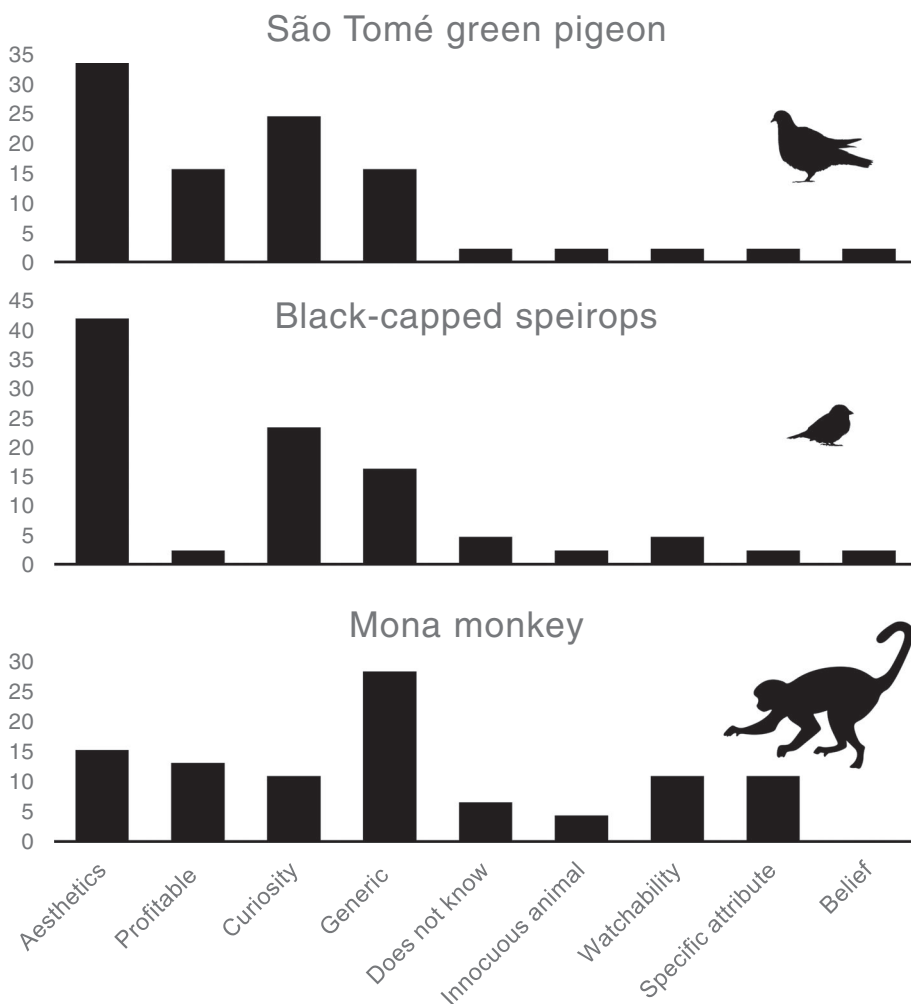 São Tomé green pigeon
35
30
25
20
15
10
5
0
Black-capped speirops
45
40
35
30
25
20
15
10
5
0
Mona monkey
30
25
20
15
10
5
0
Aesthetics
Profitable
Curiosity
Generic
Does not know
Innocuous animal
Watchability
Specific attribute
Belief